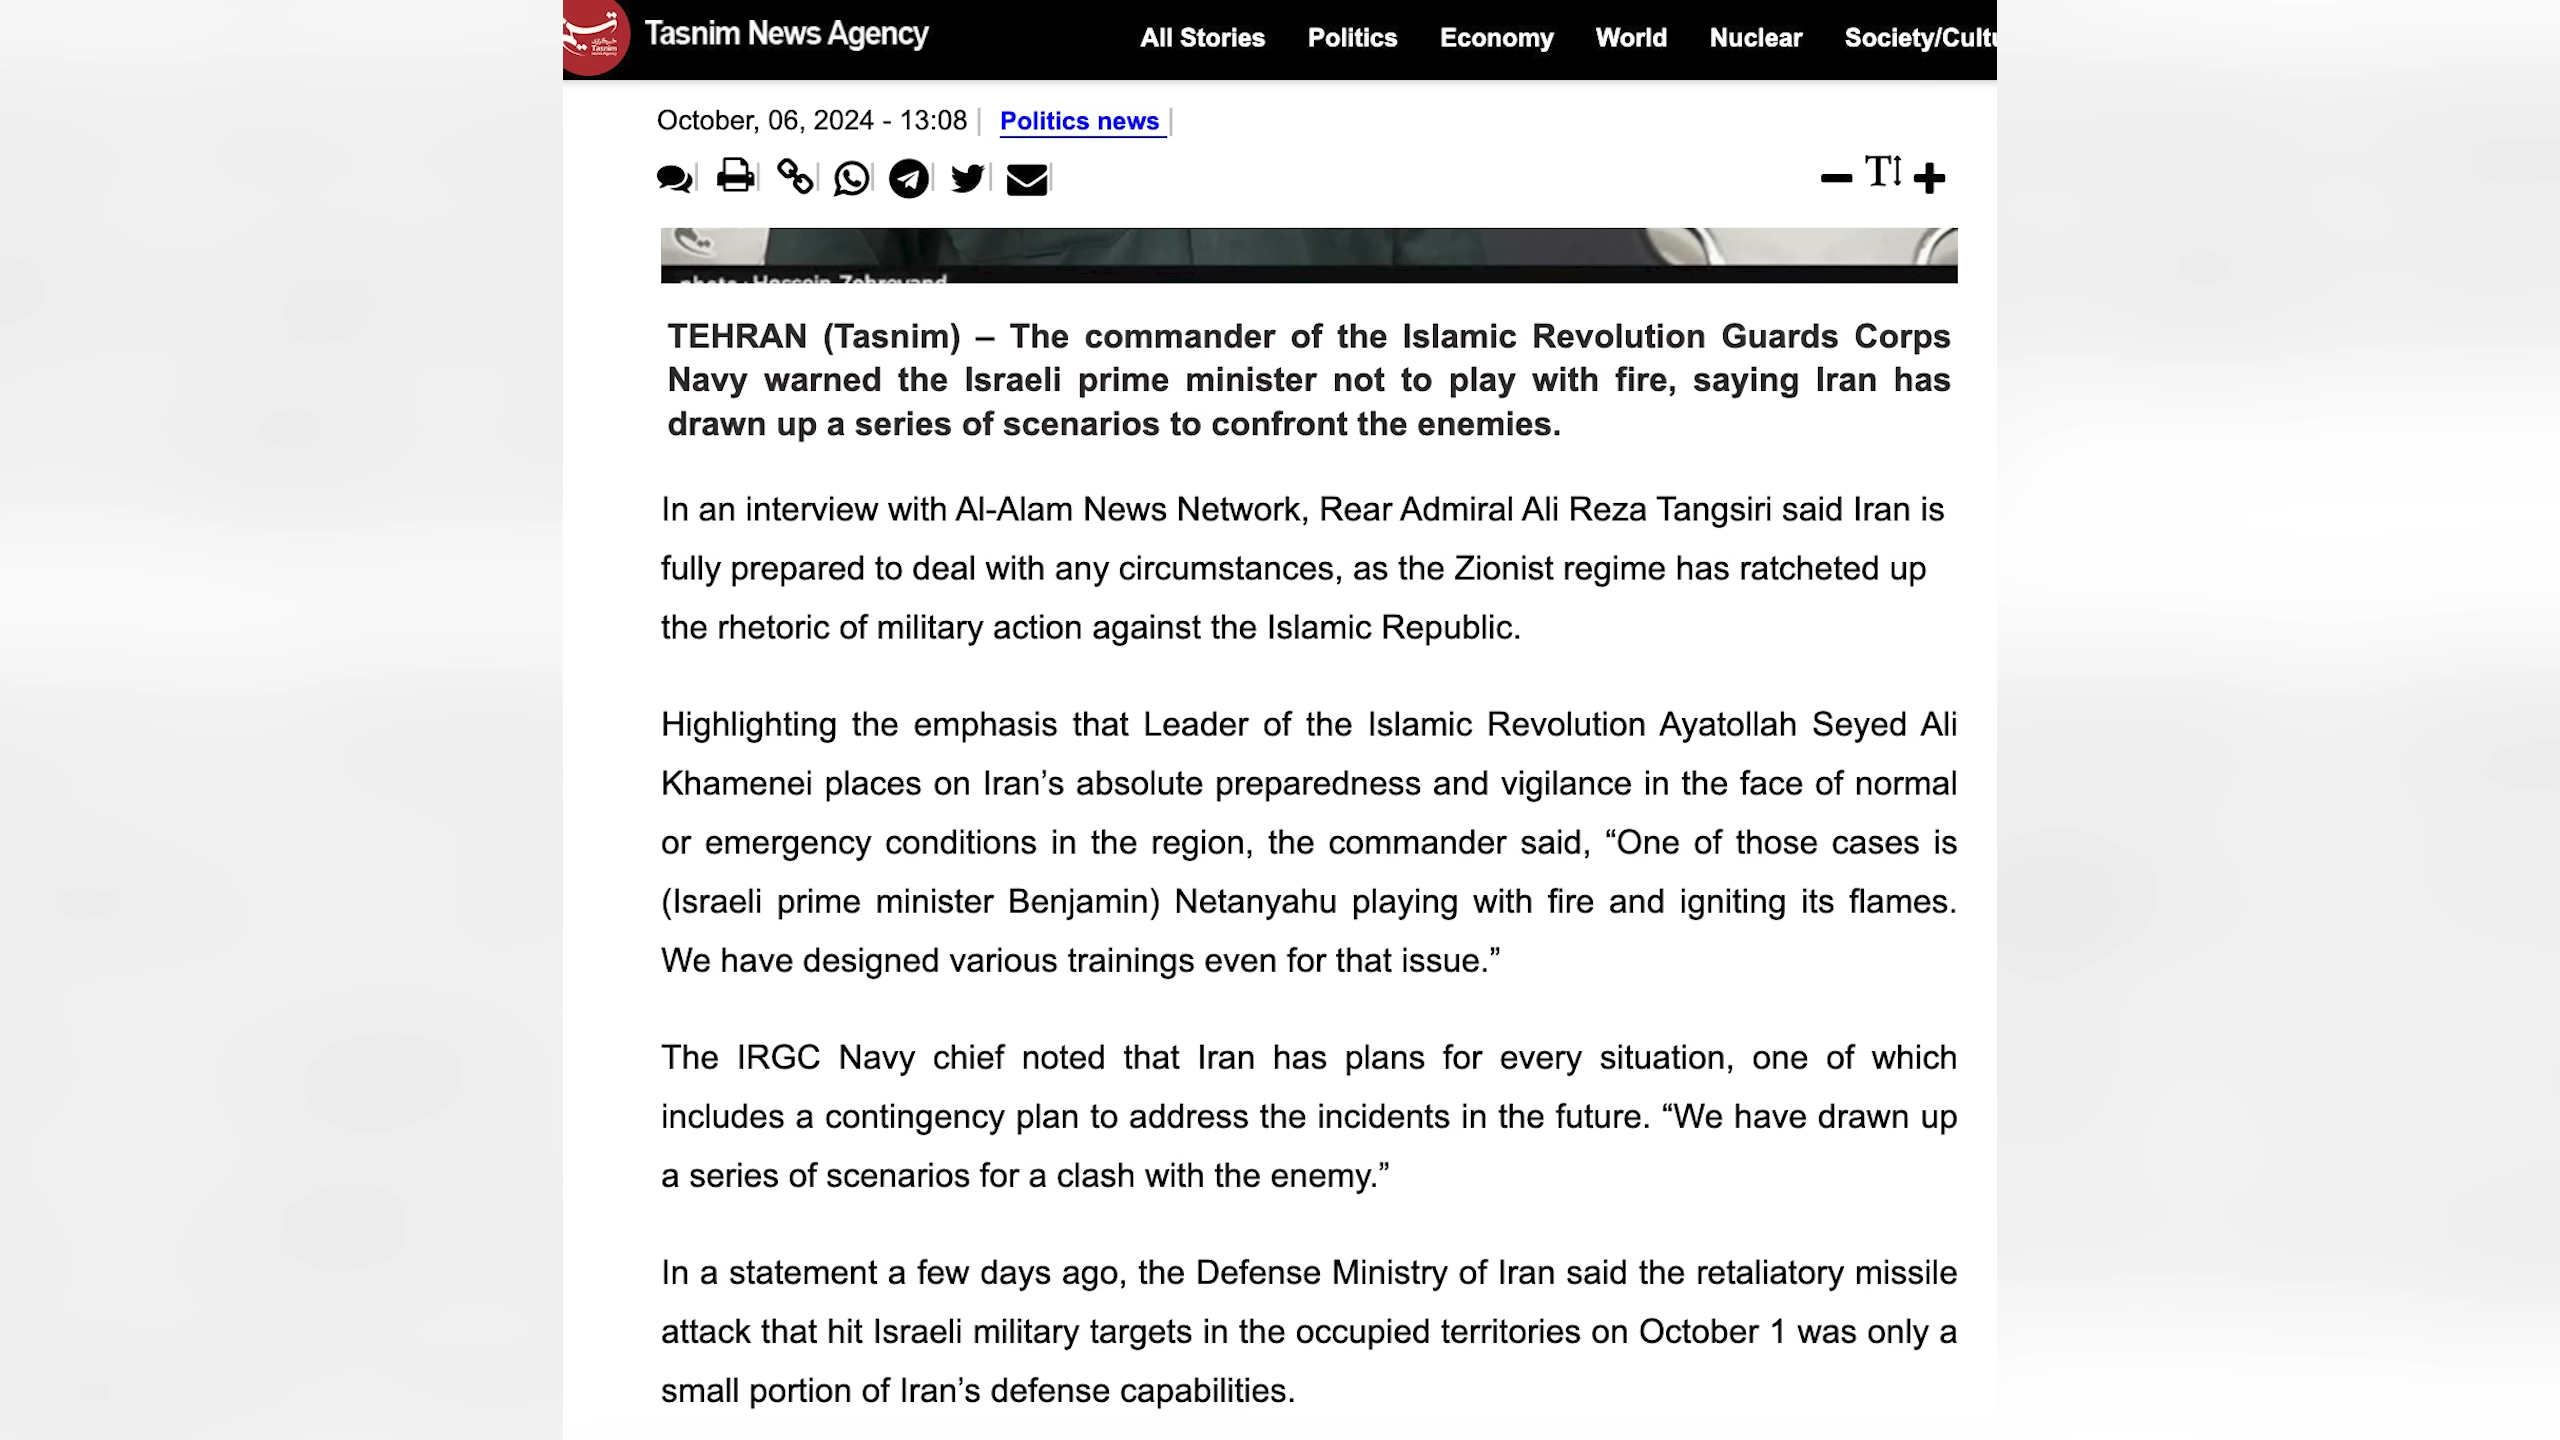 Tasnim News Agency
All Stories Politics Economy World Nuclear Society/Cultu
Tasnim
October, 06, 2024 - 13:08 Politics news
photo : Hossein Zohrevand
TEHRAN (Tasnim) – The commander of the Islamic Revolution Guards Corps
Navy warned the Israeli prime minister not to play with fire, saying Iran has
drawn up a series of scenarios to confront the enemies.
In an interview with Al-Alam News Network, Rear Admiral Ali Reza Tangsiri said Iran is
fully prepared to deal with any circumstances, as the Zionist regime has ratcheted up
the rhetoric of military action against the Islamic Republic.
Highlighting the emphasis that Leader of the Islamic Revolution Ayatollah Seyed Ali
Khamenei places on Iran’s absolute preparedness and vigilance in the face of normal
or emergency conditions in the region, the commander said, “One of those cases is
(Israeli prime minister Benjamin) Netanyahu playing with fire and igniting its flames.
We have designed various trainings even for that issue.”
The IRGC Navy chief noted that Iran has plans for every situation, one of which
includes a contingency plan to address the incidents in the future. “We have drawn up
a series of scenarios for a clash with the enemy.”
In a statement a few days ago, the Defense Ministry of Iran said the retaliatory missile
attack that hit Israeli military targets in the occupied territories on October 1 was only a
small portion of Iran’s defense capabilities.